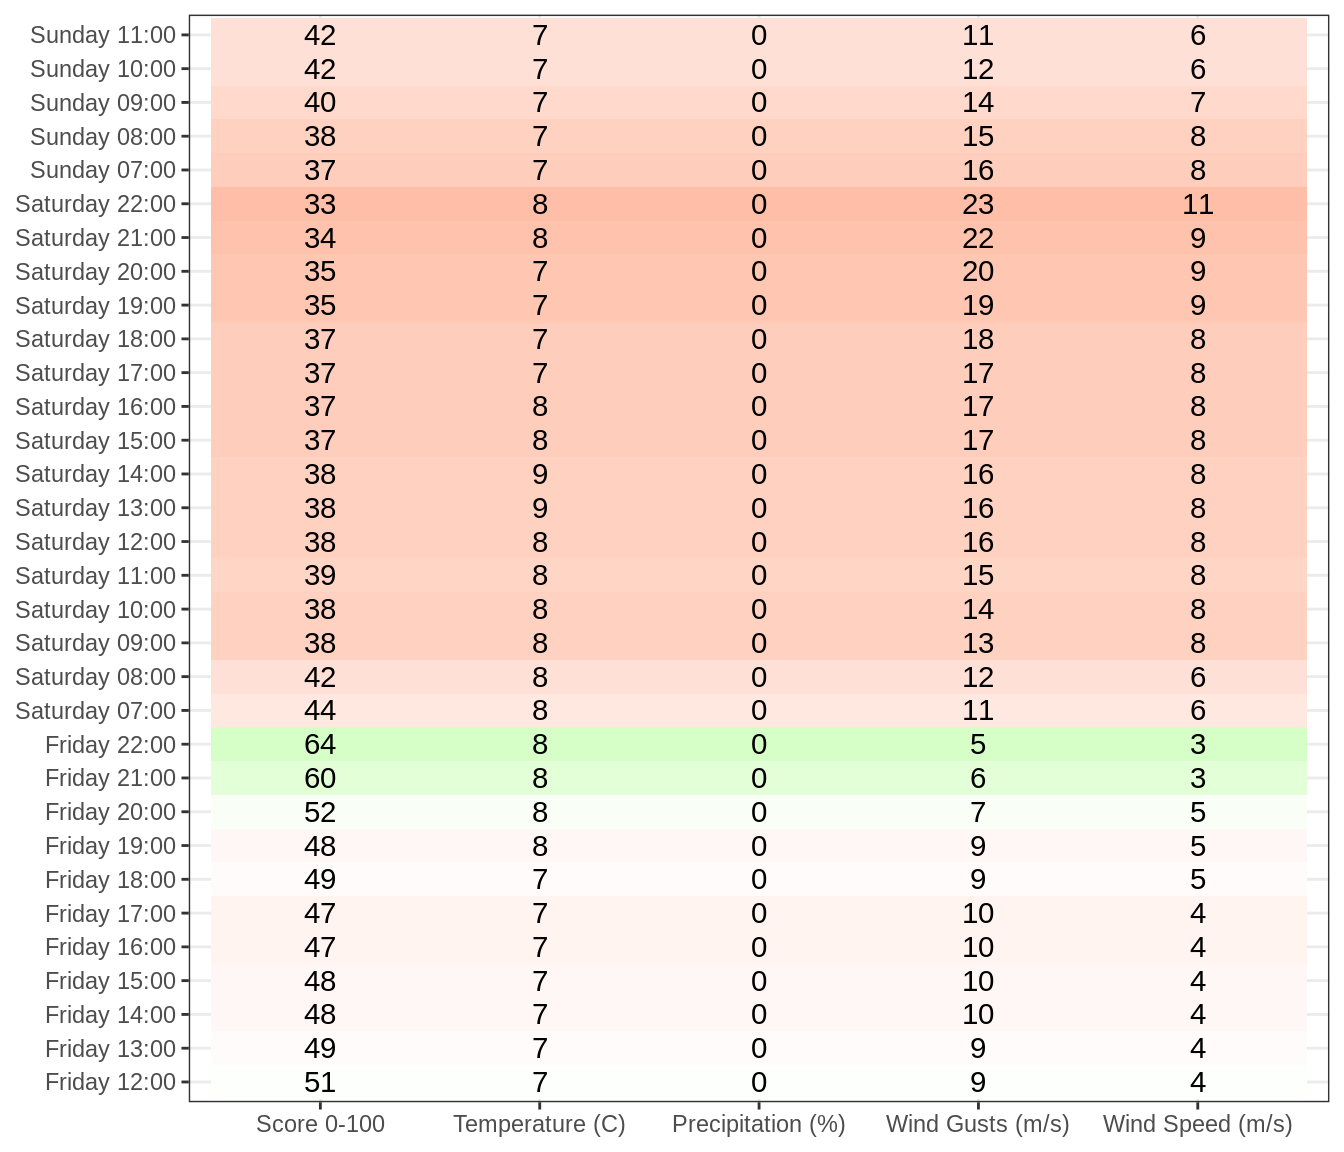 Sunday 11:00 42 7 0 11 6
Sunday 10:00 42 7 0 12 6
Sunday 09:00 40 7 0 14 7
Sunday 08:00 38 7 0 15 8
Sunday 07:00 37 7 0 16 8
Saturday 22:00 33 8 0 23 11
Saturday 21:00 34 8 0 22 9
Saturday 20:00 35 7 0 20 9
Saturday 19:00 35 7 0 19 9
Saturday 18:00 37 7 0 18 8
Saturday 17:00 37 7 0 17 8
Saturday 16:00 37 8 0 17 8
Saturday 15:00 37 8 0 17 8
Saturday 14:00 38 9 0 16 8
Saturday 13:00 38 9 0 16 8
Saturday 12:00 38 8 0 16 8
Saturday 11:00 39 8 0 15 8
Saturday 10:00 38 8 0 14 8
Saturday 09:00 38 8 0 13 8
Saturday 08:00 42 8 0 12 6
Saturday 07:00 44 8 0 11 6
Friday 22:00 64 8 0 5 3
Friday 21:00 60 8 0 6 3
Friday 20:00 52 8 0 7 5
Friday 19:00 48 8 0 9 5
Friday 18:00 49 7 0 9 5
Friday 17:00 47 7 0 10 4
Friday 16:00 47 7 0 10 4
Friday 15:00 48 7 0 10 4
Friday 14:00 48 7 0 10 4
Friday 13:00 49 7 0 9 4
Friday 12:00 51 7 0 9 4
Score 0-100 Temperature (C) Precipitation (%) Wind Gusts (m/s) Wind Speed (m/s)